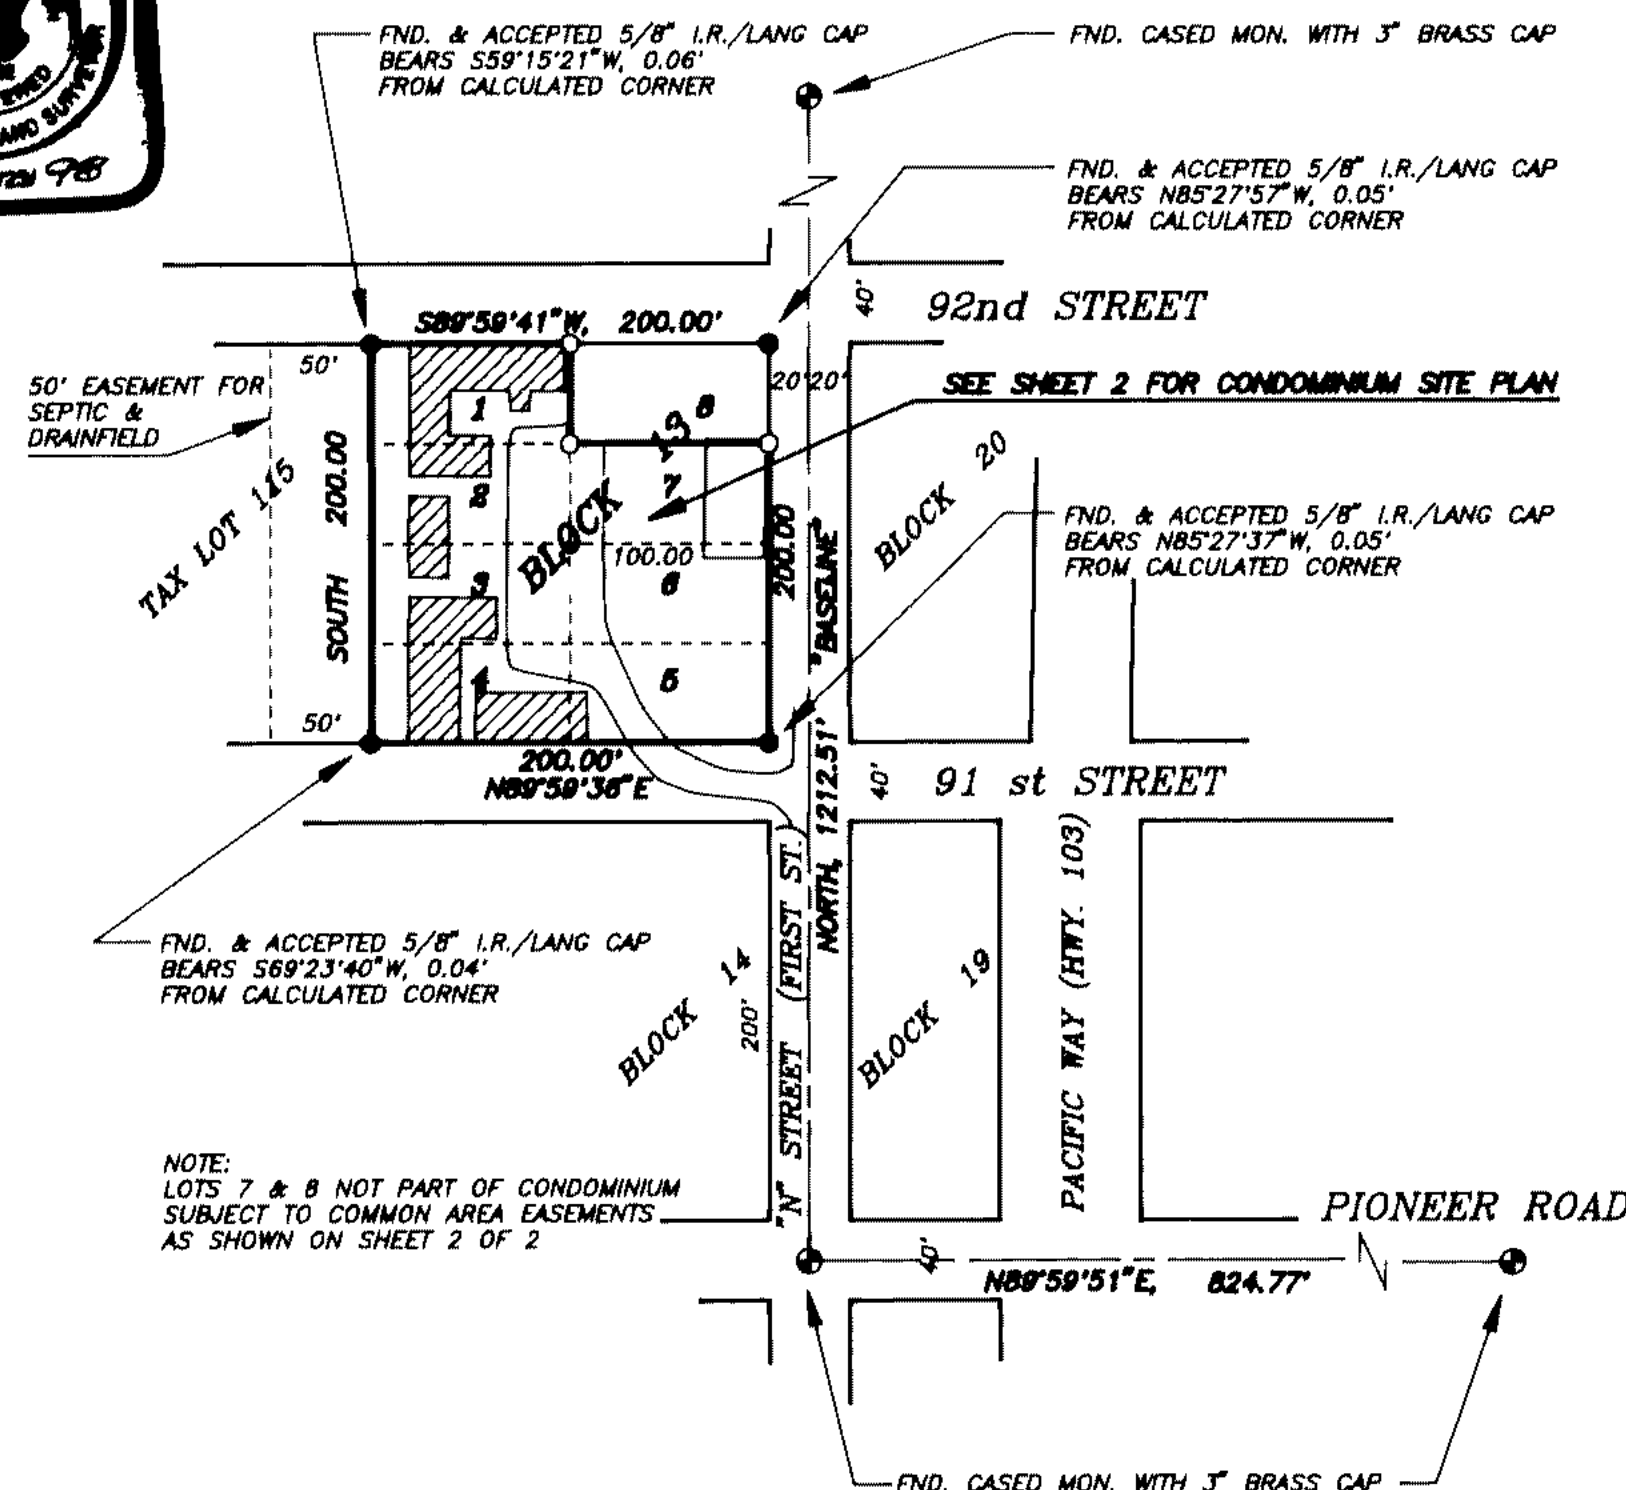 FND. & ACCEPTED 5/8" I.R./LANG CAP
BEARS S59°15'21"W, 0.06'
FROM CALCULATED CORNER
FND. CASED MON. WITH 3" BRASS CAP
AND SURVEYOR
FND. & ACCEPTED 5/8" I.R./LANG CAP
BEARS N85°27'57"W, 0.05'
FROM CALCULATED CORNER
40'
92nd STREET
S89°59'41"W, 200.00'
50'
20' 20'
SEE SHEET 2 FOR CONDOMINIUM SITE PLAN
50' EASEMENT FOR
SEPTIC &
DRAINFIELD
1
8
BLOCK 13
2
7
TAX LOT 115
SOUTH 200.00
100.00
3
6
4
5
200.00
"BASELINE"
NORTH, 1212.51'
BLOCK 20
FND. & ACCEPTED 5/8" I.R./LANG CAP
BEARS N85°27'37"W, 0.05'
FROM CALCULATED CORNER
50'
200.00'
N89°59'38"E
40'
91 st STREET
FND. & ACCEPTED 5/8" I.R./LANG CAP
BEARS S69°23'40"W, 0.04'
FROM CALCULATED CORNER
BLOCK 14
200'
"N" STREET (FIRST ST.)
BLOCK 19
PACIFIC WAY (HWY. 103)
NOTE:
LOTS 7 & 8 NOT PART OF CONDOMINIUM
SUBJECT TO COMMON AREA EASEMENTS
AS SHOWN ON SHEET 2 OF 2
PIONEER ROAD
40'
N89°59'51"E, 824.77'
FND. CASED MON. WITH 3" BRASS CAP